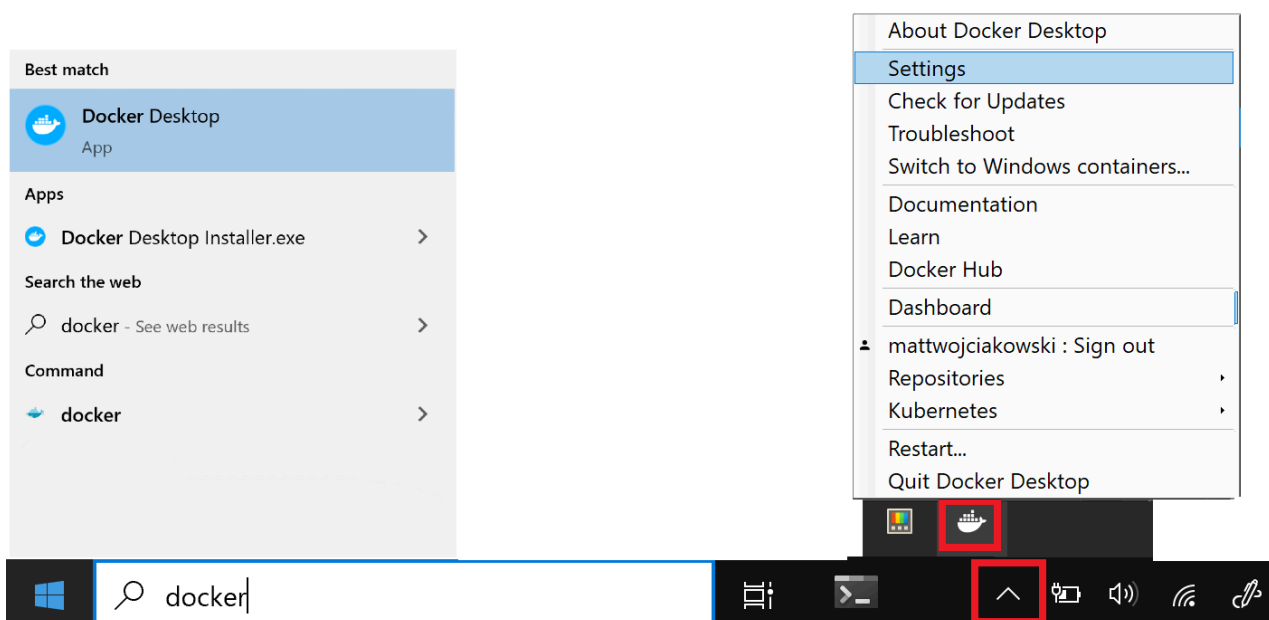 Best match
Docker Desktop
App
Apps
Docker Desktop Installer.exe
Search the web
docker - See web results
Command
docker
docker
About Docker Desktop
Settings
Check for Updates
Troubleshoot
Switch to Windows containers...
Documentation
Learn
Docker Hub
Dashboard
mattwojciakowski : Sign out
Repositories
Kubernetes
Restart...
Quit Docker Desktop